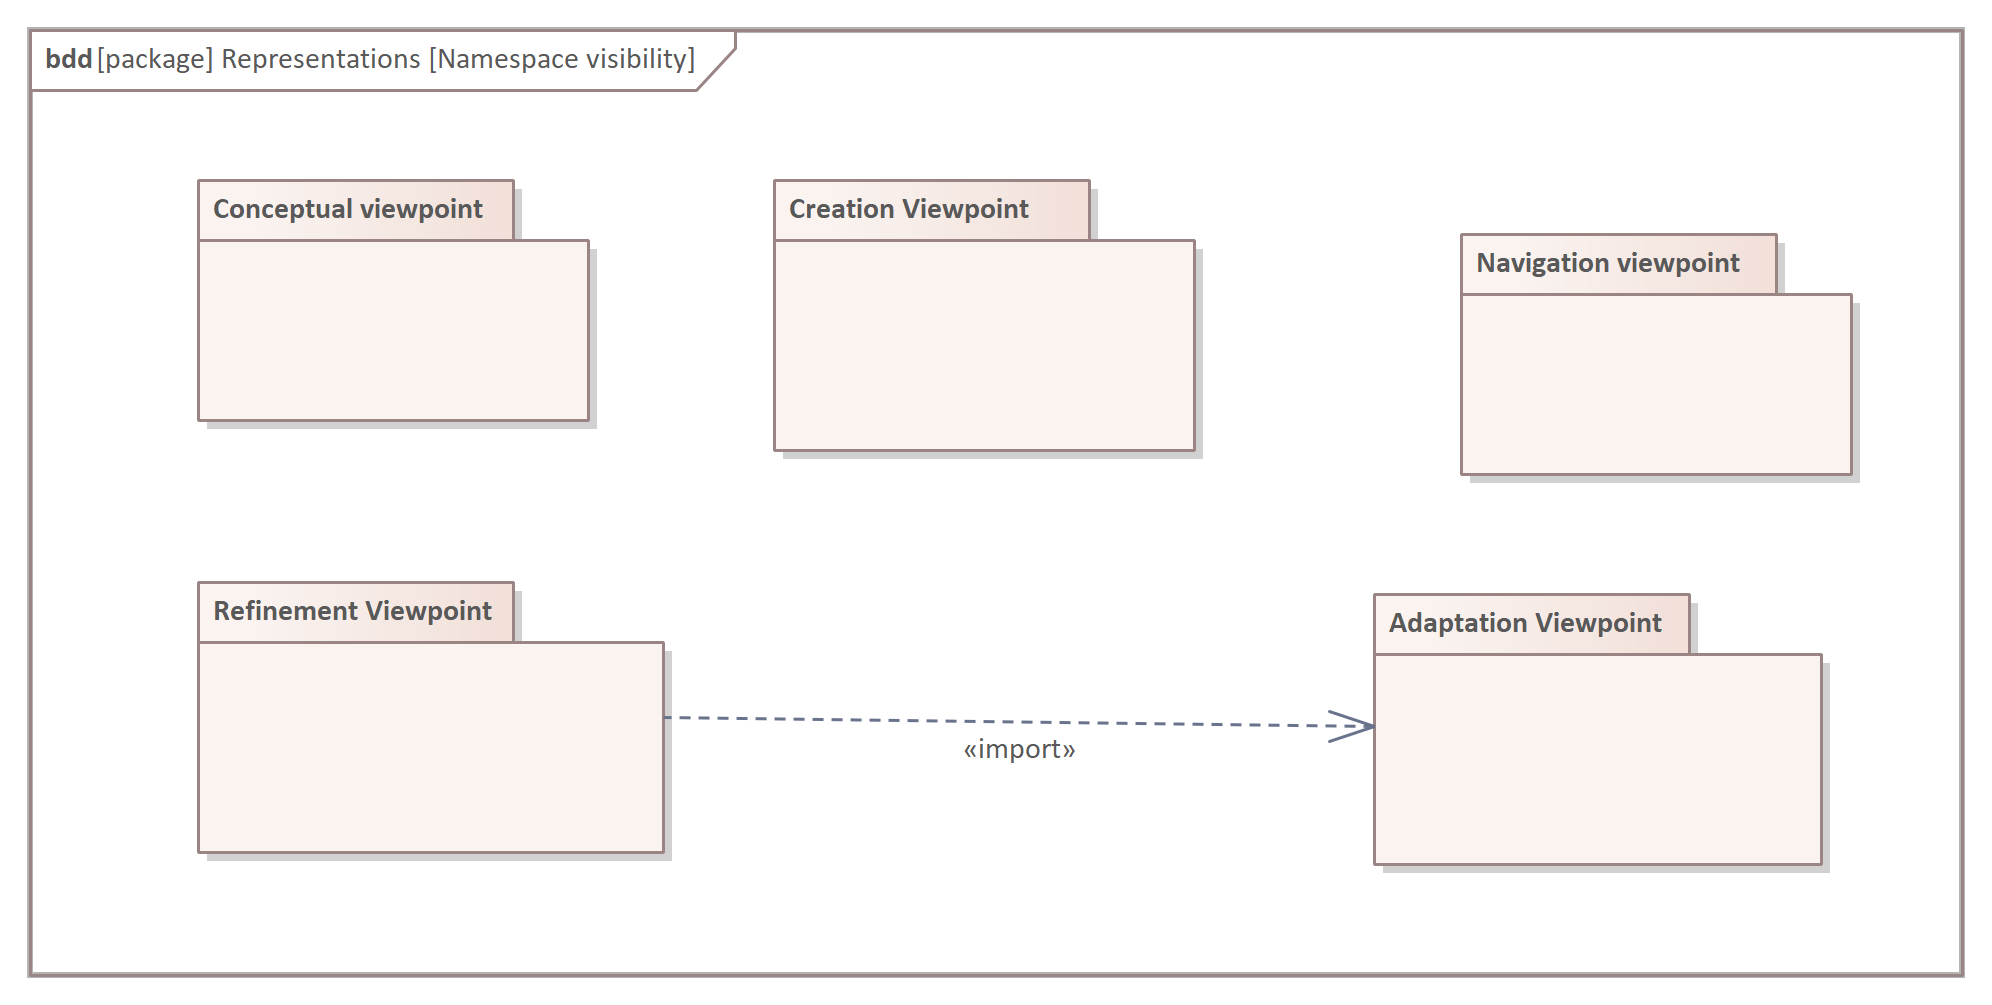 bdd [package] Representations [Namespace visibility]
Conceptual viewpoint
Creation Viewpoint
Navigation viewpoint
Refinement Viewpoint
Adaptation Viewpoint
«import»